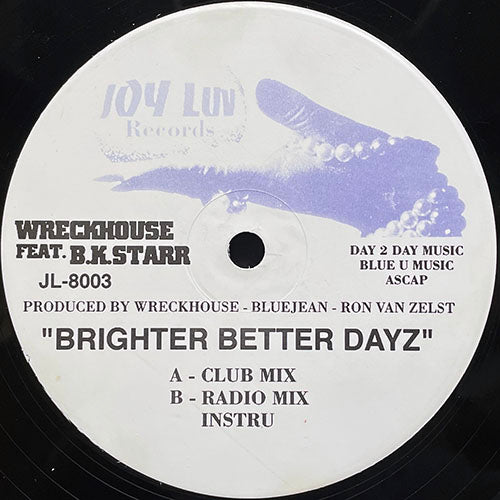 JOY LUV
Records
WRECKHOUSE
FEAT. B.K.STARR
JL-8003
DAY 2 DAY MUSIC
BLUE U MUSIC
ASCAP
PRODUCED BY WRECKHOUSE - BLUEJEAN - RON VAN ZELST
"BRIGHTER BETTER DAYZ"
A - CLUB MIX
B - RADIO MIX
INSTRU